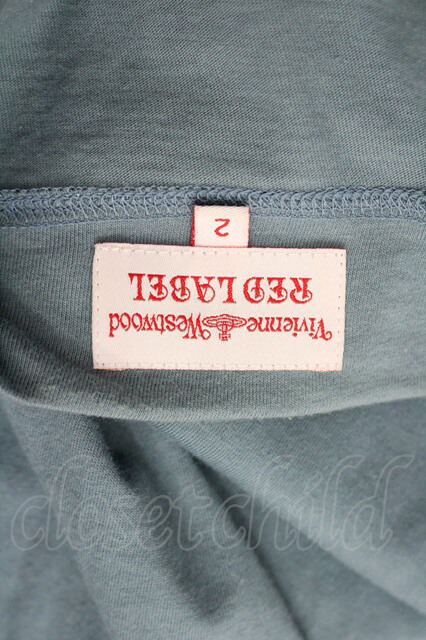 Vivienne Westwood
RED LABEL
2
closetchild